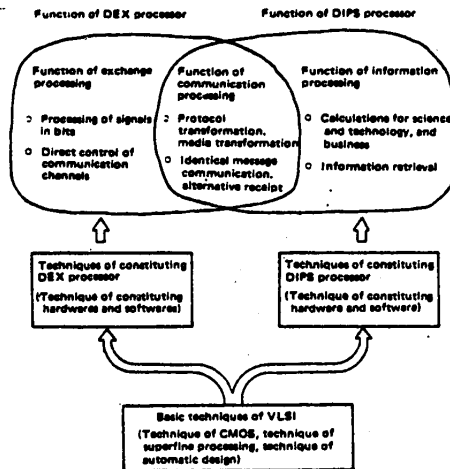 Function of DEX processor
Function of DIPS processor
Function of exchange
processing
Processing of signals
in bits
Direct control of
communication
channels
Function of
communication
processing
Protocol
transformation,
media transformation
Identical message
communication,
alternative receipt
Function of information
processing
Calculations for science
and technology, and
business
Information retrieval
Techniques of constituting
DEX processor
(Technique of constituting
hardwares and softwares)
Techniques of constituting
DIPS processor
(Technique of constituting
hardware and software)
Basic techniques of VLSI
(Technique of CMOS, technique of
superfine processing, technique of
automatic design)